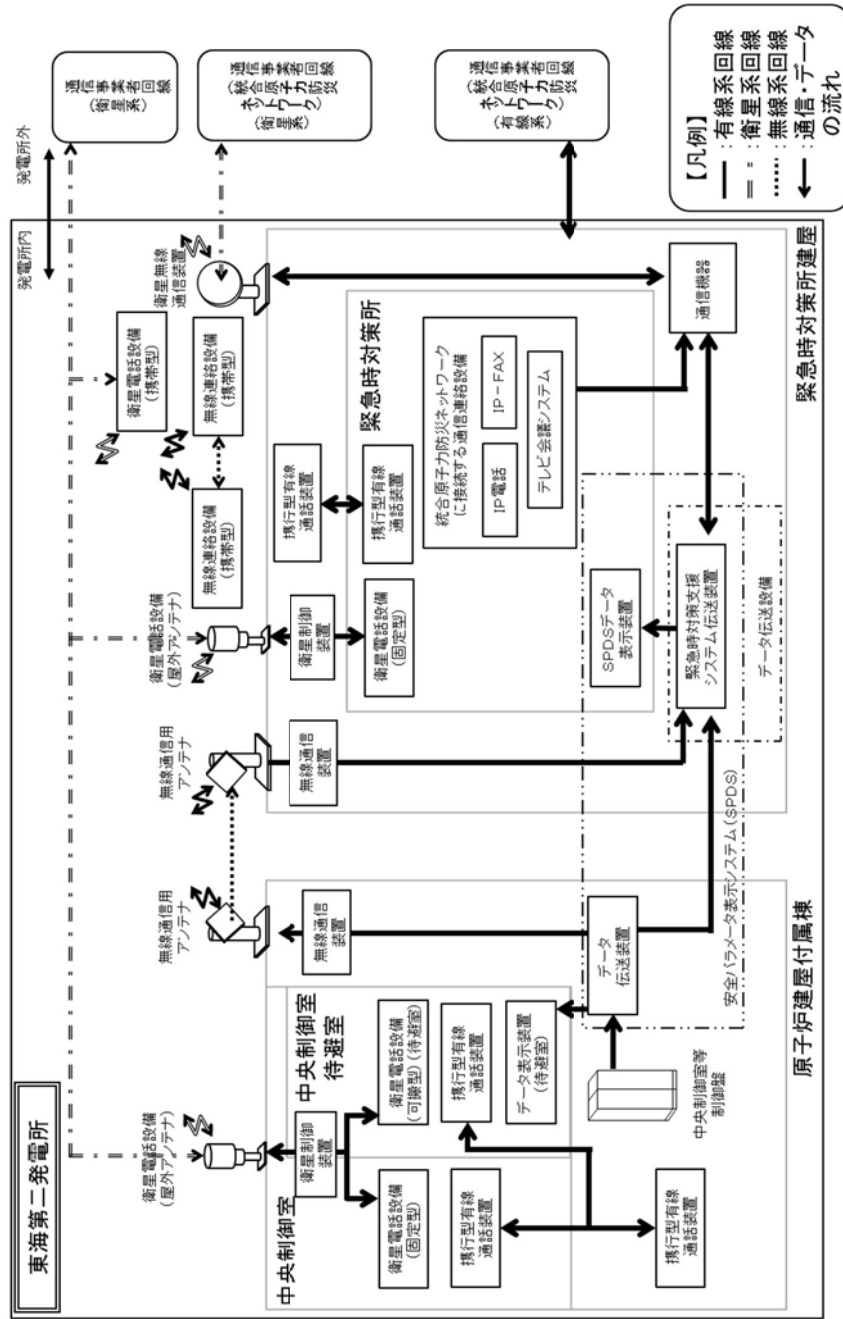 東海第二発電所
発電所内
発電所外
衛星電話設備
(屋外アンテナ)
無線通信用
アンテナ
無線通信用
アンテナ
衛星電話設備
(屋外アンテナ)
無線連絡設備
(携帯型)
無線連絡設備
(携帯型)
衛星電話設備
(携帯型)
衛星無線
通信装置
通信事業者回線
(衛星系)
通信事業者回線
(統合原子力防災
ネットワーク)
(衛星系)
通信事業者回線
(統合原子力防災
ネットワーク)
(有線系)
中央制御室
中央制御室
待避室
衛星制御
装置
衛星電話設備
(固定型)
衛星電話設備
(可搬型)(待避室)
携行型有線
通話装置
携行型有線
通話装置
データ表示装置
(待避室)
携行型有線
通話装置
中央制御室等
制御盤
無線通信
装置
データ
伝送装置
原子炉建屋付属棟
安全パラメータ表示システム(SPDS)
無線通信
装置
衛星制御
装置
衛星電話設備
(固定型)
携行型有線
通話装置
携行型有線
通話装置
緊急時対策所
統合原子力防災ネットワーク
に接続する通信連絡設備
IP電話
IP-FAX
テレビ会議システム
SPDSデータ
表示装置
緊急時対策支援
システム伝送装置
データ伝送設備
通信機器
緊急時対策所建屋
【凡例】
:有線系回線
:衛星系回線
:無線系回線
:通信・データ
の流れ